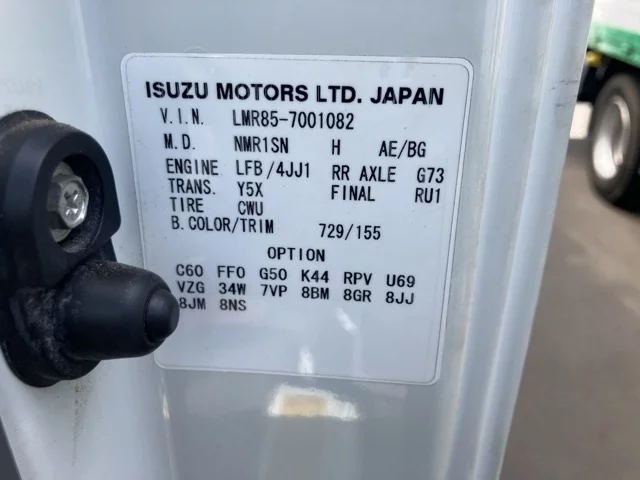 ISUZU MOTORS LTD. JAPAN
V.I.N. LMR85-7001082
M.D. NMR1SN H AE/BG
ENGINE LFB/4JJ1 RR AXLE G73
TRANS. Y5X FINAL RU1
TIRE CWU
B.COLOR/TRIM 729/155
OPTION
C60 FF0 G50 K44 RPV U69
VZG 34W 7VP 8BM 8GR 8JJ
8JM 8NS